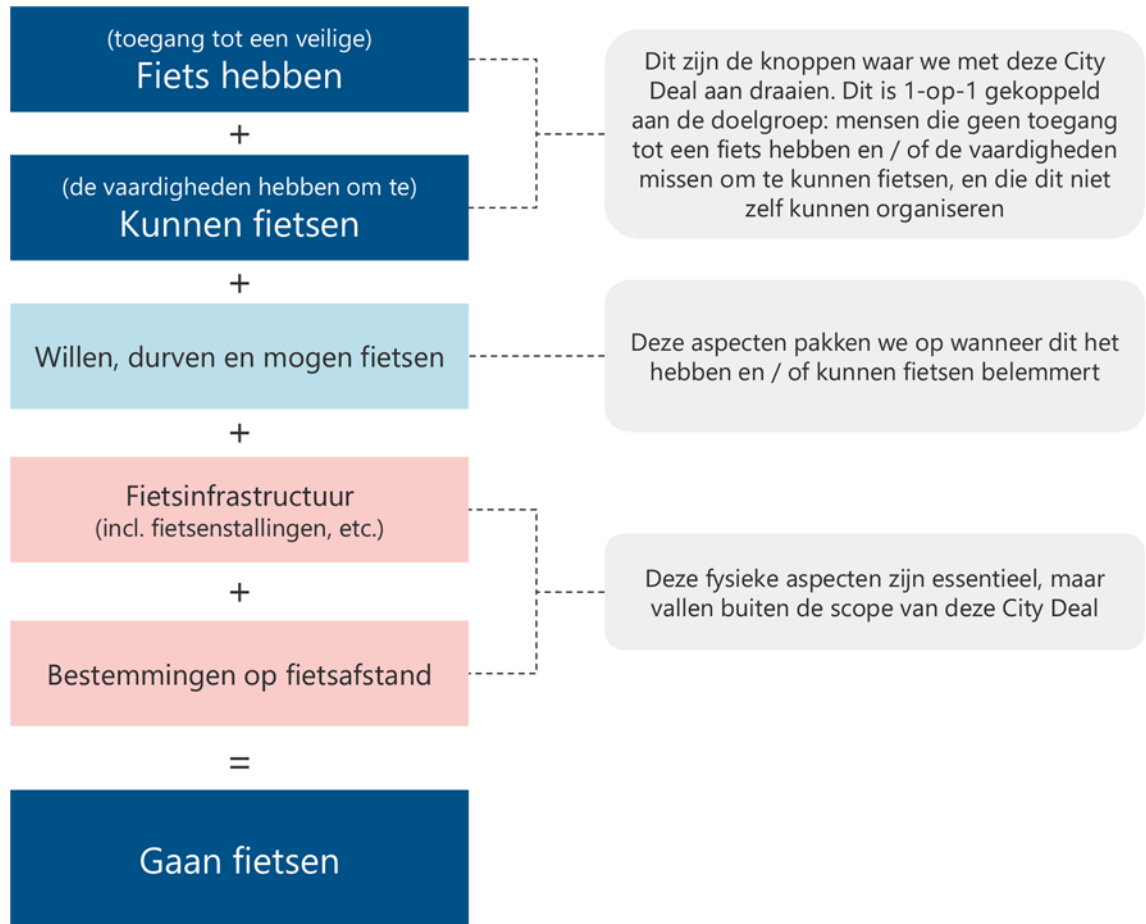 (toegang tot een veilige)
Fiets hebben
+
(de vaardigheden hebben om te)
Kunnen fietsen
Dit zijn de knoppen waar we met deze City
Deal aan draaien. Dit is 1-op-1 gekoppeld
aan de doelgroep: mensen die geen toegang
tot een fiets hebben en / of de vaardigheden
missen om te kunnen fietsen, en die dit niet
zelf kunnen organiseren
+
Willen, durven en mogen fietsen
Deze aspecten pakken we op wanneer dit het
hebben en / of kunnen fietsen belemmert
+
Fietsinfrastructuur
(incl. fietsenstallingen, etc.)
+
Bestemmingen op fietsafstand
Deze fysieke aspecten zijn essentieel, maar
vallen buiten de scope van deze City Deal
=
Gaan fietsen